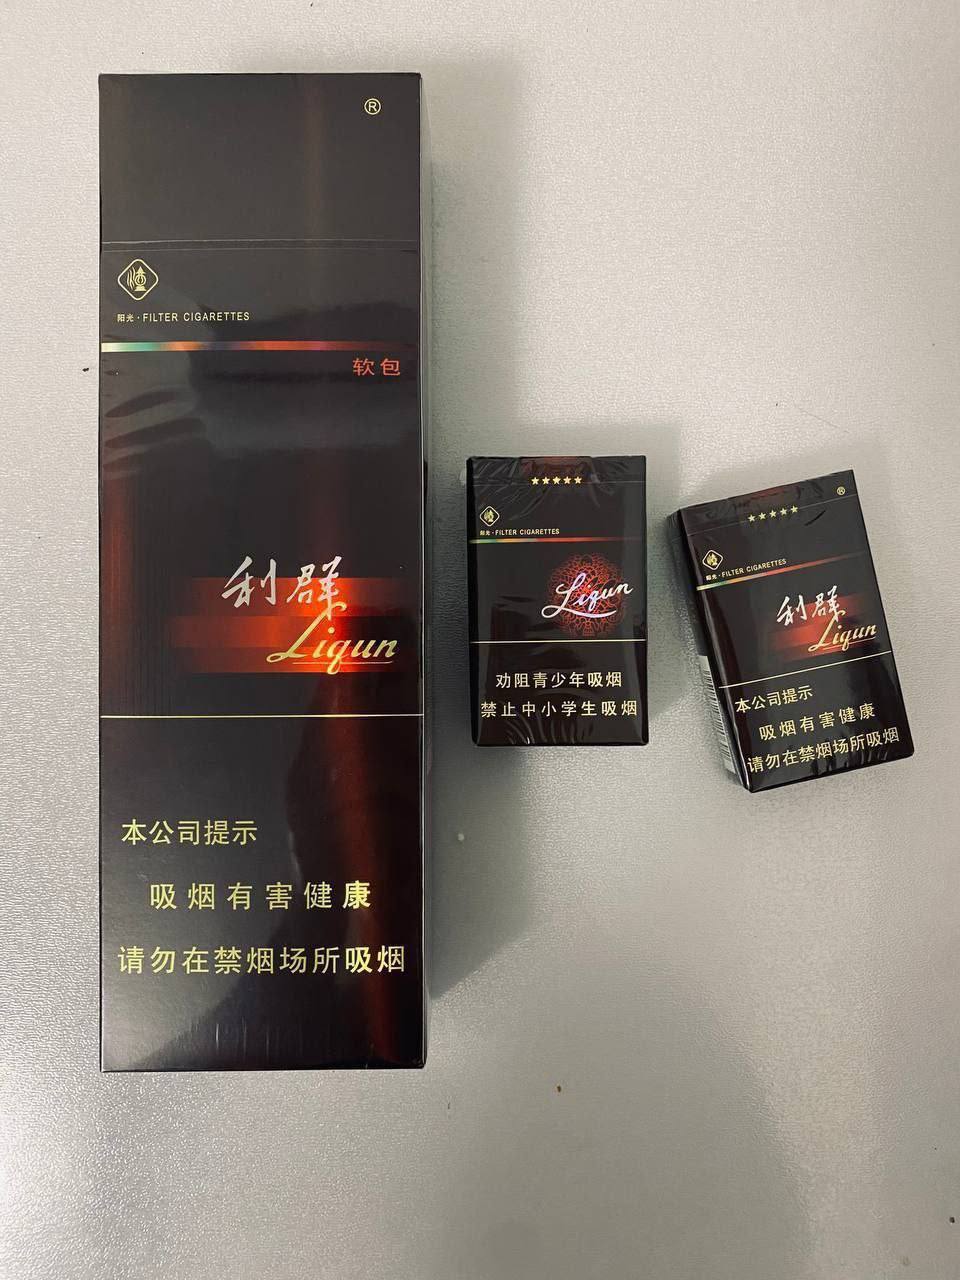 ®
阳光·FILTER CIGARETTES
软包
利群
Liqun
本公司提示
吸烟有害健康
请勿在禁烟场所吸烟
★★★★★
阳光·FILTER CIGARETTES
Liqun
劝阻青少年吸烟
禁止中小学生吸烟
®
★★★★★
阳光·FILTER CIGARETTES
利群
Liqun
本公司提示
吸烟有害健康
请勿在禁烟场所吸烟